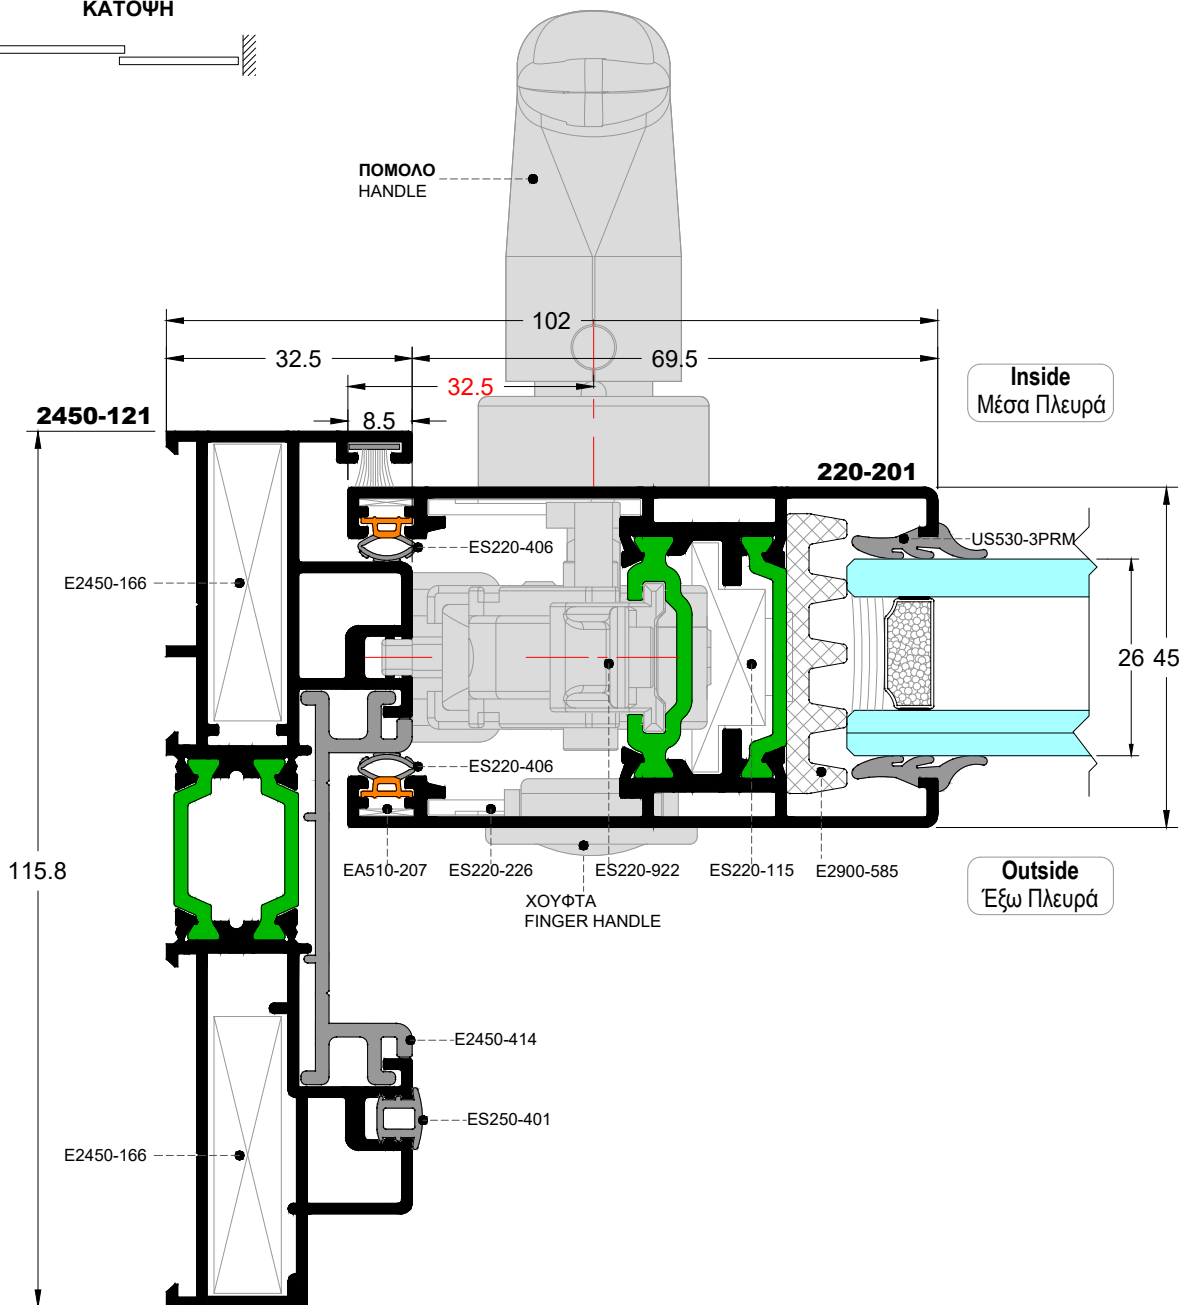 ΚΑΤΟΨΗ
ΠΟΜΟΛΟ
HANDLE
102
32.5
69.5
32.5
8.5
Inside
Μέσα Πλευρά
2450-121
220-201
US530-3PRM
ES220-406
E2450-166
26
45
ES220-406
115.8
EA510-207
ES220-226
ES220-922
ES220-115
E2900-585
ΧΟΥΦΤΑ
FINGER HANDLE
Outside
Έξω Πλευρά
E2450-414
ES250-401
E2450-166